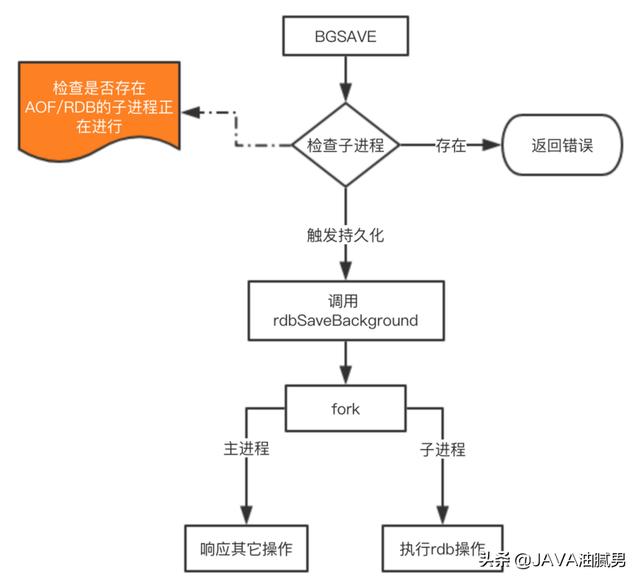 BGSAVE
检查是否存在
AOF/RDB的子进程正
在进行
检查子进程
存在
返回错误
触发持久化
调用
rdbSaveBackground
fork
主进程
子进程
响应其它操作
执行rdb操作
头条 @JAVA油腻男